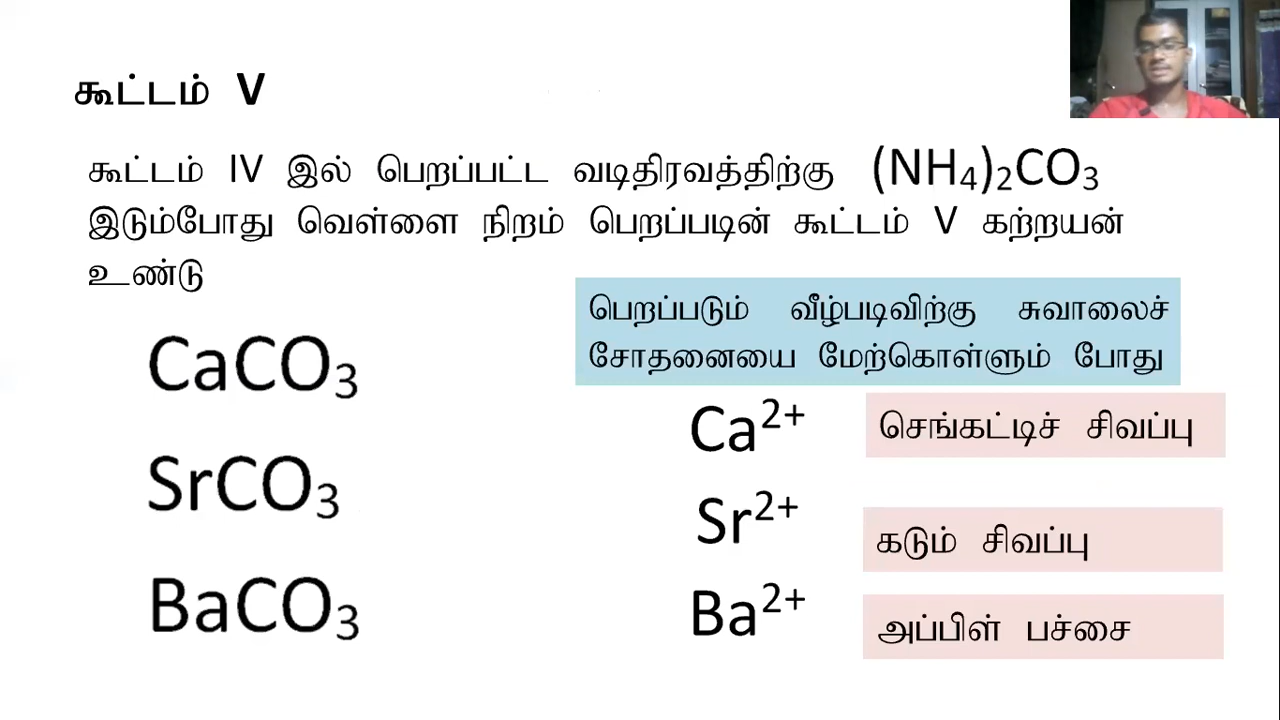 கூட்டம் V
கூட்டம் IV இல் பெறப்பட்ட வடிதிரவத்திற்கு (NH₄)₂CO₃
இடும்போது வெள்ளை நிறம் பெறப்படின் கூட்டம் V கற்றயன்
உண்டு
பெறப்படும் வீழ்படிவிற்கு சுவாலைச்
சோதனையை மேற்கொள்ளும் போது
CaCO₃
SrCO₃
BaCO₃
Ca²⁺ செங்கட்டிச் சிவப்பு
Sr²⁺ கடும் சிவப்பு
Ba²⁺ அப்பிள் பச்சை